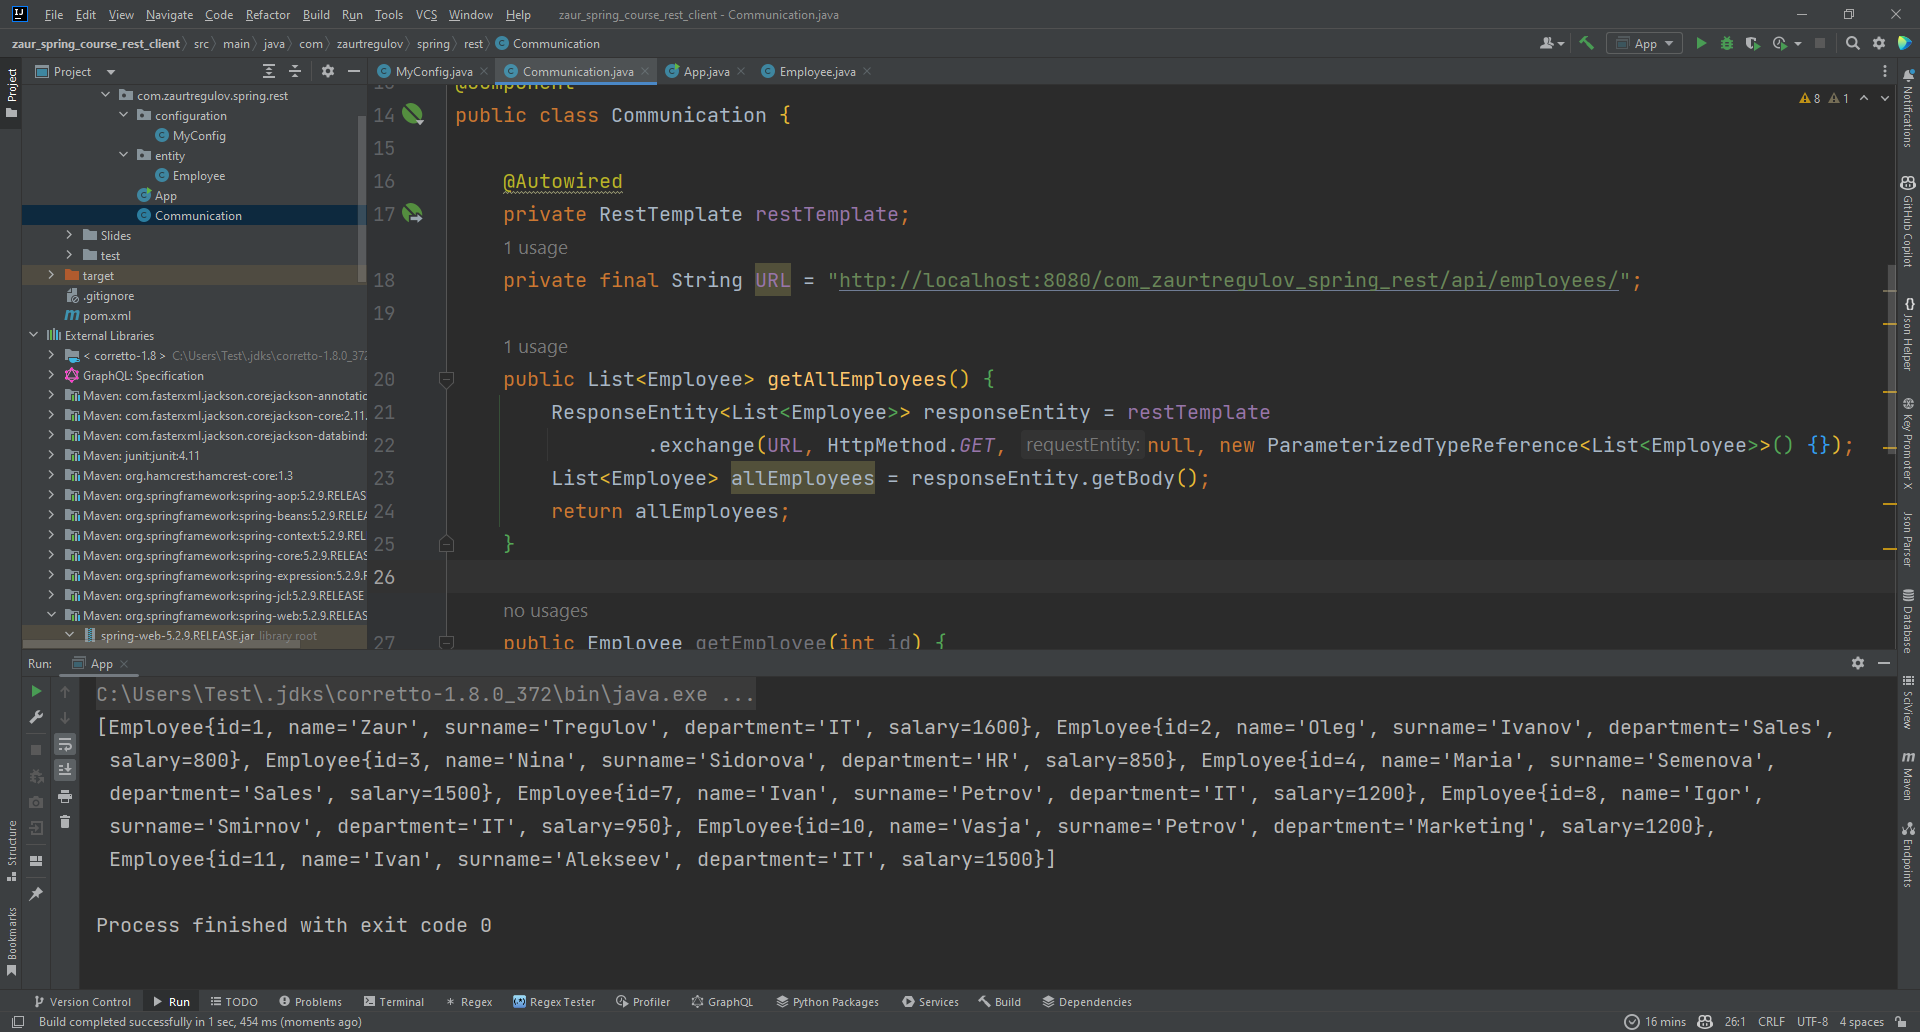 File Edit View Navigate Code Refactor Build Run Tools VCS Window Help zaur_spring_course_rest_client - Communication.java
zaur_spring_course_rest_client src main java com zaurtregulov spring rest Communication
App
Project
MyConfig.java Communication.java App.java Employee.java
com.zaurtregulov.spring.rest
configuration
MyConfig
entity
Employee
App
Communication
Slides
test
target
.gitignore
pom.xml
External Libraries
< corretto-1.8 > C:\Users\Test\.jdks\corretto-1.8.0_372
GraphQL: Specification
Maven: com.fasterxml.jackson.core:jackson-annotatio
Maven: com.fasterxml.jackson.core:jackson-core:2.11.
Maven: com.fasterxml.jackson.core:jackson-databind:
Maven: junit:junit:4.11
Maven: org.hamcrest:hamcrest-core:1.3
Maven: org.springframework:spring-aop:5.2.9.RELEASE
Maven: org.springframework:spring-beans:5.2.9.RELEA
Maven: org.springframework:spring-context:5.2.9.REL
Maven: org.springframework:spring-core:5.2.9.RELEAS
Maven: org.springframework:spring-expression:5.2.9.R
Maven: org.springframework:spring-jcl:5.2.9.RELEASE
Maven: org.springframework:spring-web:5.2.9.RELEAS
spring-web-5.2.9.RELEASE.jar library root
8 1
@Component
14 public class Communication {
15
16 @Autowired
17 private RestTemplate restTemplate;
1 usage
18 private final String URL = "http://localhost:8080/com_zaurtregulov_spring_rest/api/employees/";
19
1 usage
20 public List<Employee> getAllEmployees() {
21 ResponseEntity<List<Employee>> responseEntity = restTemplate
22 .exchange(URL, HttpMethod.GET, requestEntity: null, new ParameterizedTypeReference<List<Employee>>() {});
23 List<Employee> allEmployees = responseEntity.getBody();
24 return allEmployees;
25 }
26
no usages
27 public Employee getEmployee(int id) {
Run: App
C:\Users\Test\.jdks\corretto-1.8.0_372\bin\java.exe ...
[Employee{id=1, name='Zaur', surname='Tregulov', department='IT', salary=1600}, Employee{id=2, name='Oleg', surname='Ivanov', department='Sales',
salary=800}, Employee{id=3, name='Nina', surname='Sidorova', department='HR', salary=850}, Employee{id=4, name='Maria', surname='Semenova',
department='Sales', salary=1500}, Employee{id=7, name='Ivan', surname='Petrov', department='IT', salary=1200}, Employee{id=8, name='Igor',
surname='Smirnov', department='IT', salary=950}, Employee{id=10, name='Vasja', surname='Petrov', department='Marketing', salary=1200},
Employee{id=11, name='Ivan', surname='Alekseev', department='IT', salary=1500}]
Process finished with exit code 0
Project
Structure
Bookmarks
Notifications
GitHub Copilot
Json Helper
Key Promoter X
Json Parser
Database
SciView
Maven
Endpoints
Version Control Run TODO Problems Terminal Regex Regex Tester Profiler GraphQL Python Packages Services Build Dependencies
Build completed successfully in 1 sec, 454 ms (moments ago) 16 mins 26:1 CRLF UTF-8 4 spaces